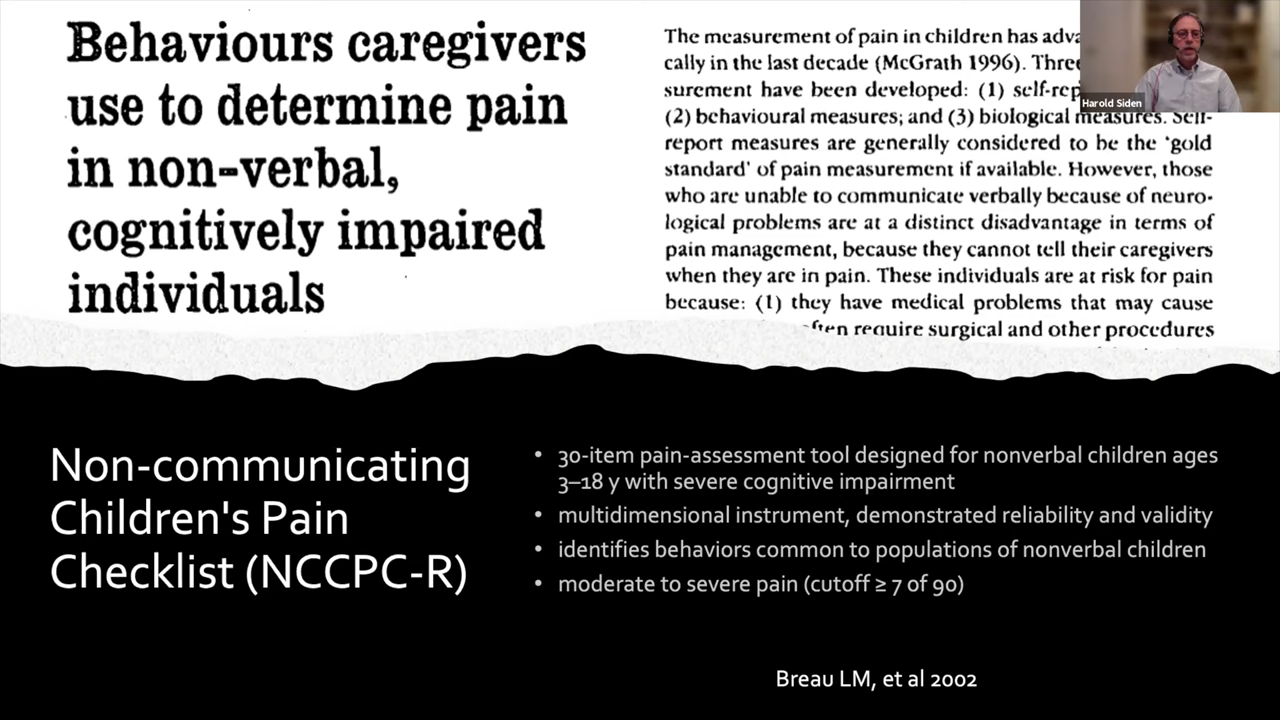 Behaviours caregivers
use to determine pain
in non-verbal,
cognitively impaired
individuals
The measurement of pain in children has adva
cally in the last decade (McGrath 1996). Three
surement have been developed: (1) self-rep
(2) behavioural measures; and (3) biological measures. Self-
report measures are generally considered to be the 'gold
standard' of pain measurement if available. However, those
who are unable to communicate verbally because of neuro-
logical problems are at a distinct disadvantage in terms of
pain management, because they cannot tell their caregivers
when they are in pain. These individuals are at risk for pain
because: (1) they have medical problems that may cause
often require surgical and other procedures
Harold Siden
Non-communicating
Children's Pain
Checklist (NCCPC-R)
• 30-item pain-assessment tool designed for nonverbal children ages
3–18 y with severe cognitive impairment
• multidimensional instrument, demonstrated reliability and validity
• identifies behaviors common to populations of nonverbal children
• moderate to severe pain (cutoff ≥ 7 of 90)
Breau LM, et al 2002